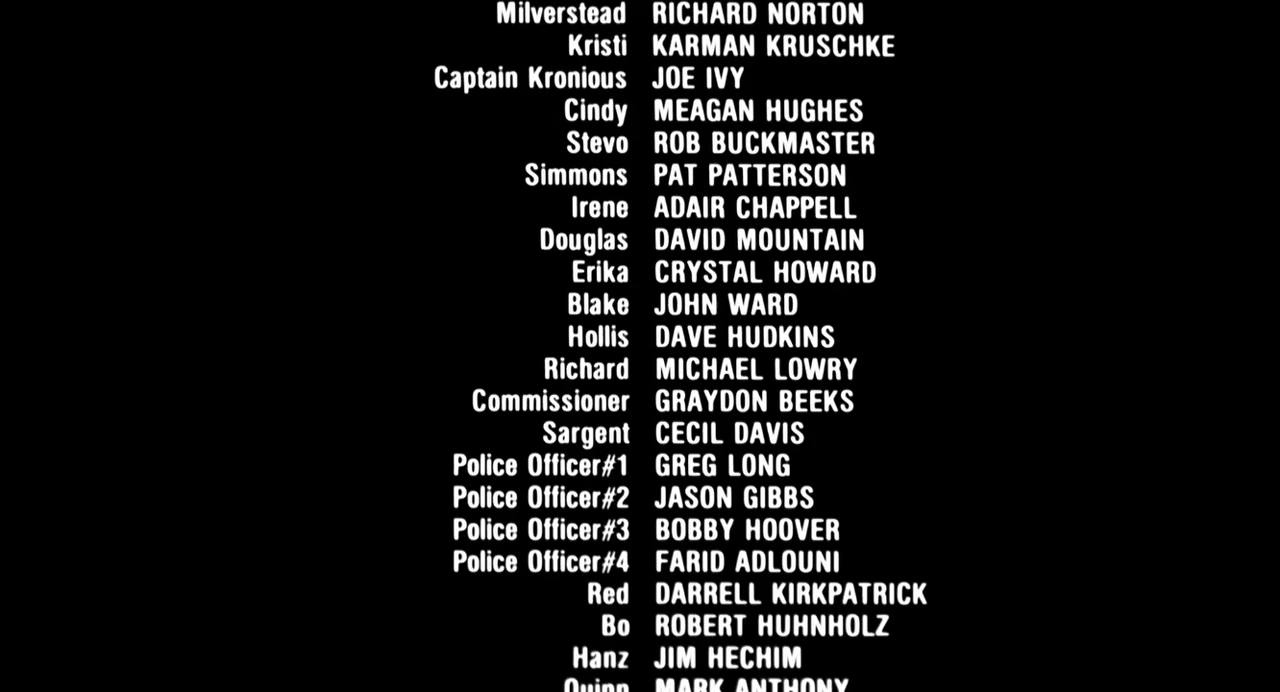 Milverstead RICHARD NORTON
Kristi KARMAN KRUSCHKE
Captain Kronious JOE IVY
Cindy MEAGAN HUGHES
Stevo ROB BUCKMASTER
Simmons PAT PATTERSON
Irene ADAIR CHAPPELL
Douglas DAVID MOUNTAIN
Erika CRYSTAL HOWARD
Blake JOHN WARD
Hollis DAVE HUDKINS
Richard MICHAEL LOWRY
Commissioner GRAYDON BEEKS
Sargent CECIL DAVIS
Police Officer#1 GREG LONG
Police Officer#2 JASON GIBBS
Police Officer#3 BOBBY HOOVER
Police Officer#4 FARID ADLOUNI
Red DARRELL KIRKPATRICK
Bo ROBERT HUHNHOLZ
Hanz JIM HECHIM
Quinn MARK ANTHONY